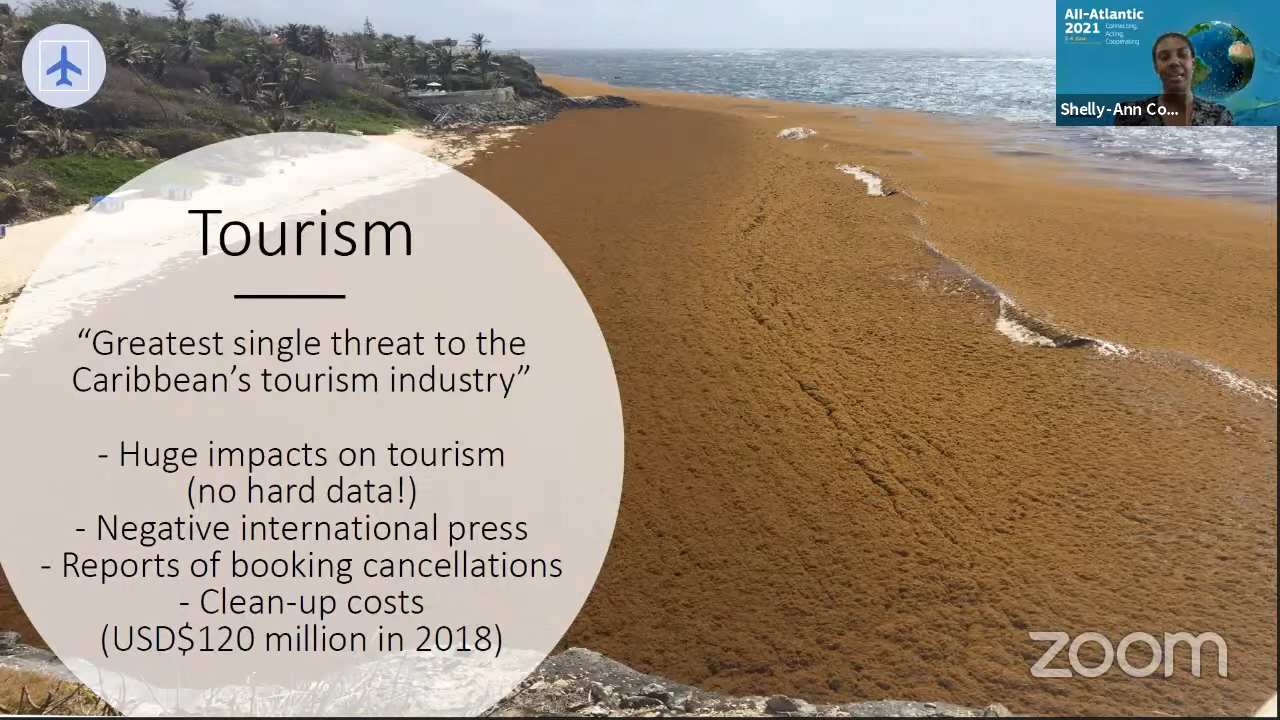 All-Atlantic
2021
Connecting,
Acting,
Cooperating
Shelly-Ann Co...
Tourism
“Greatest single threat to the
Caribbean’s tourism industry”
- Huge impacts on tourism
(no hard data!)
- Negative international press
- Reports of booking cancellations
- Clean-up costs
(USD$120 million in 2018)
zoom